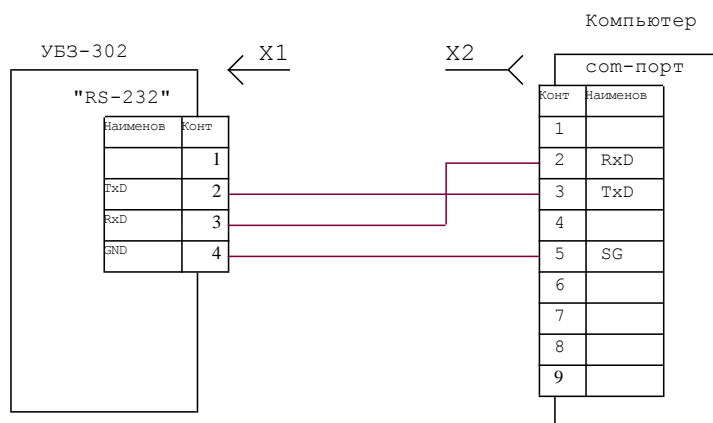 Компьютер
УБЗ-302
X1
X2
com-порт
"RS-232"
Конт Наименов
Наименов Конт
1
1
2 RxD
TxD 2
3 TxD
RxD 3
4
GND 4
5 SG
6
7
8
9